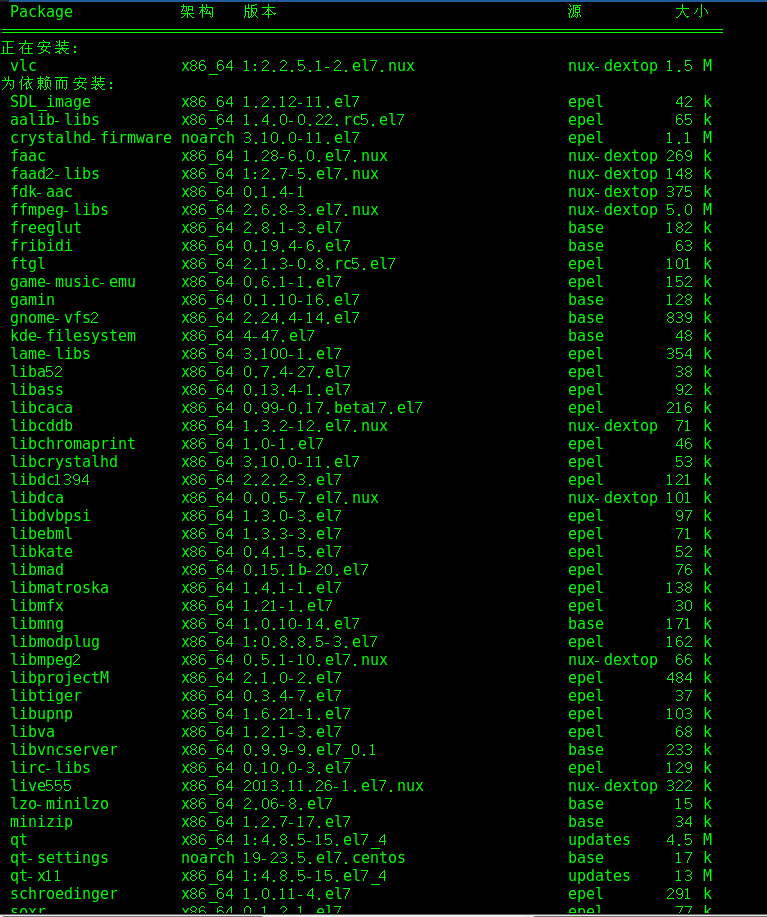 Package 架构 版本 源 大小
正在安装:
vlc x86_64 1:2.2.5.1-2.el7.nux nux-dextop 1.5 M
为依赖而安装:
SDL_image x86_64 1.2.12-11.el7 epel 42 k
aalib-libs x86_64 1.4.0-0.22.rc5.el7 epel 65 k
crystalhd-firmware noarch 3.10.0-11.el7 epel 1.1 M
faac x86_64 1.28-6.0.el7.nux nux-dextop 269 k
faad2-libs x86_64 1:2.7-5.el7.nux nux-dextop 148 k
fdk-aac x86_64 0.1.4-1 nux-dextop 375 k
ffmpeg-libs x86_64 2.6.8-3.el7.nux nux-dextop 5.0 M
freeglut x86_64 2.8.1-3.el7 base 182 k
fribidi x86_64 0.19.4-6.el7 base 63 k
ftgl x86_64 2.1.3-0.8.rc5.el7 epel 101 k
game-music-emu x86_64 0.6.1-1.el7 epel 152 k
gamin x86_64 0.1.10-16.el7 base 128 k
gnome-vfs2 x86_64 2.24.4-14.el7 base 839 k
kde-filesystem x86_64 4-47.el7 base 48 k
lame-libs x86_64 3.100-1.el7 epel 354 k
liba52 x86_64 0.7.4-27.el7 epel 38 k
libass x86_64 0.13.4-1.el7 epel 92 k
libcaca x86_64 0.99-0.17.beta17.el7 epel 216 k
libcddb x86_64 1.3.2-12.el7.nux nux-dextop 71 k
libchromaprint x86_64 1.0-1.el7 epel 46 k
libcrystalhd x86_64 3.10.0-11.el7 epel 53 k
libdc1394 x86_64 2.2.2-3.el7 epel 121 k
libdca x86_64 0.0.5-7.el7.nux nux-dextop 101 k
libdvbpsi x86_64 1.3.0-3.el7 epel 97 k
libebml x86_64 1.3.3-3.el7 epel 71 k
libkate x86_64 0.4.1-5.el7 epel 52 k
libmad x86_64 0.15.1b-20.el7 epel 76 k
libmatroska x86_64 1.4.1-1.el7 epel 138 k
libmfx x86_64 1.21-1.el7 epel 30 k
libmng x86_64 1.0.10-14.el7 base 171 k
libmodplug x86_64 1:0.8.8.5-3.el7 epel 162 k
libmpeg2 x86_64 0.5.1-10.el7.nux nux-dextop 66 k
libprojectM x86_64 2.1.0-2.el7 epel 484 k
libtiger x86_64 0.3.4-7.el7 epel 37 k
libupnp x86_64 1.6.21-1.el7 epel 103 k
libva x86_64 1.2.1-3.el7 epel 68 k
libvncserver x86_64 0.9.9-9.el7_0.1 base 233 k
lirc-libs x86_64 0.10.0-3.el7 epel 129 k
live555 x86_64 2013.11.26-1.el7.nux nux-dextop 322 k
lzo-minilzo x86_64 2.06-8.el7 base 15 k
minizip x86_64 1.2.7-17.el7 base 34 k
qt x86_64 1:4.8.5-15.el7_4 updates 4.5 M
qt-settings noarch 19-23.5.el7.centos base 17 k
qt-x11 x86_64 1:4.8.5-15.el7_4 updates 13 M
schroedinger x86_64 1.0.11-4.el7 epel 291 k
soxr x86_64 0.1.2-1.el7 epel 77 k